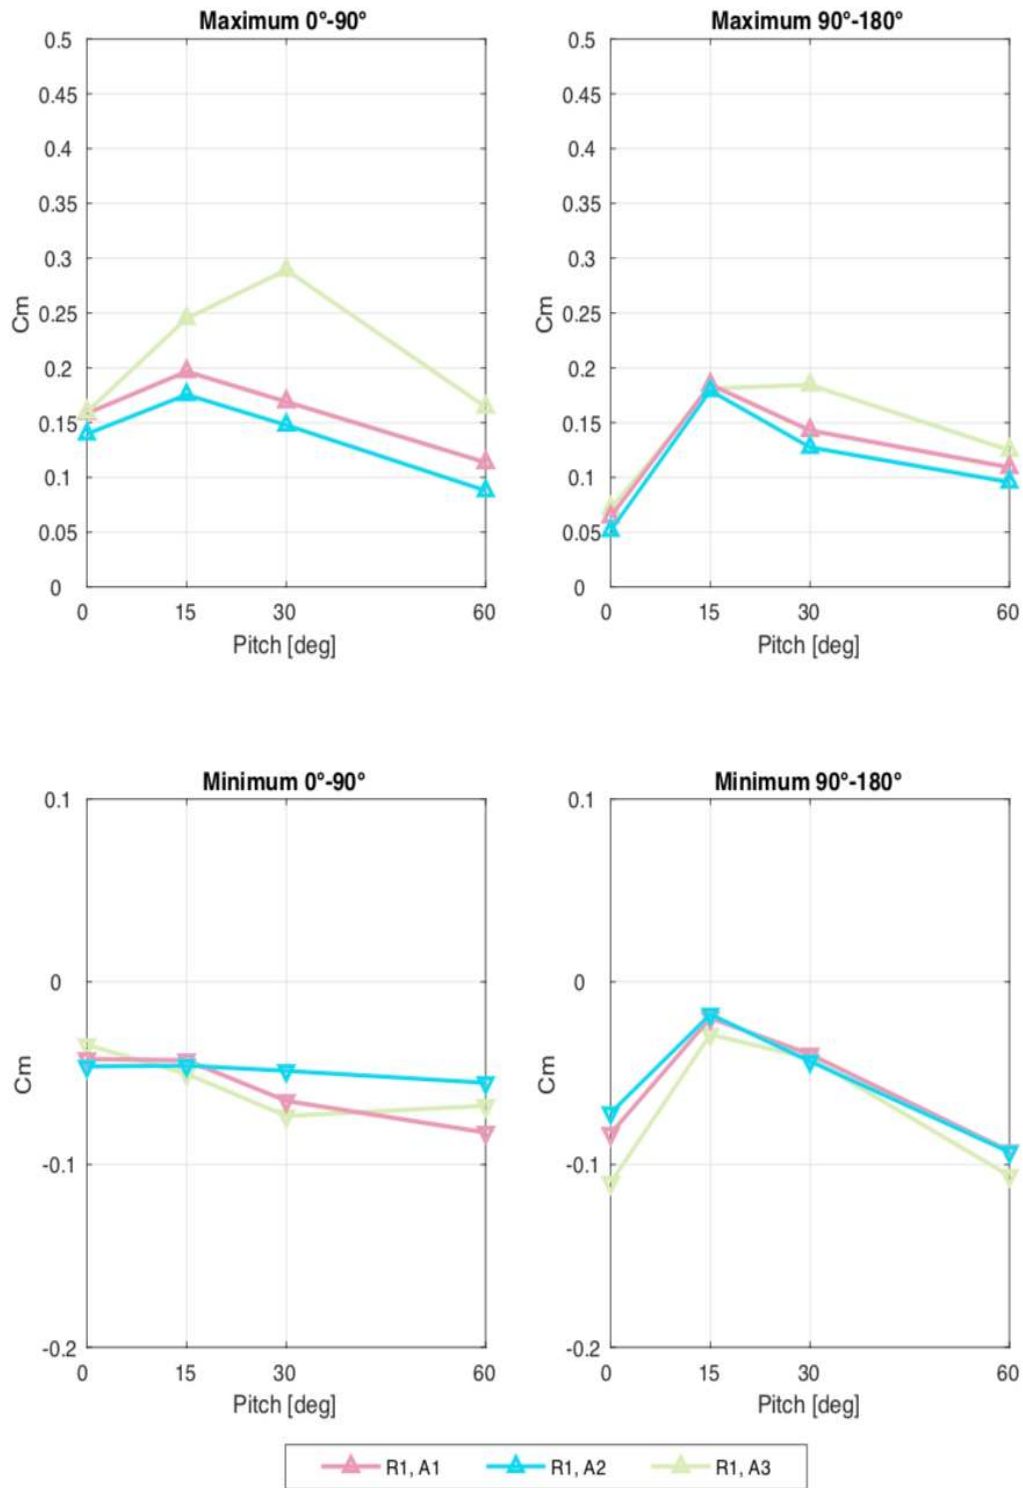 Maximum 0°-90°
0.5
0.45
0.4
0.35
0.3
0.25
0.2
0.15
0.1
0.05
0
Cm
0 15 30 60
Pitch [deg]
Maximum 90°-180°
0.5
0.45
0.4
0.35
0.3
0.25
0.2
0.15
0.1
0.05
0
Cm
0 15 30 60
Pitch [deg]
Minimum 0°-90°
0.1
0
-0.1
-0.2
Cm
0 15 30 60
Pitch [deg]
Minimum 90°-180°
0.1
0
-0.1
-0.2
Cm
0 15 30 60
Pitch [deg]
R1, A1 R1, A2 R1, A3